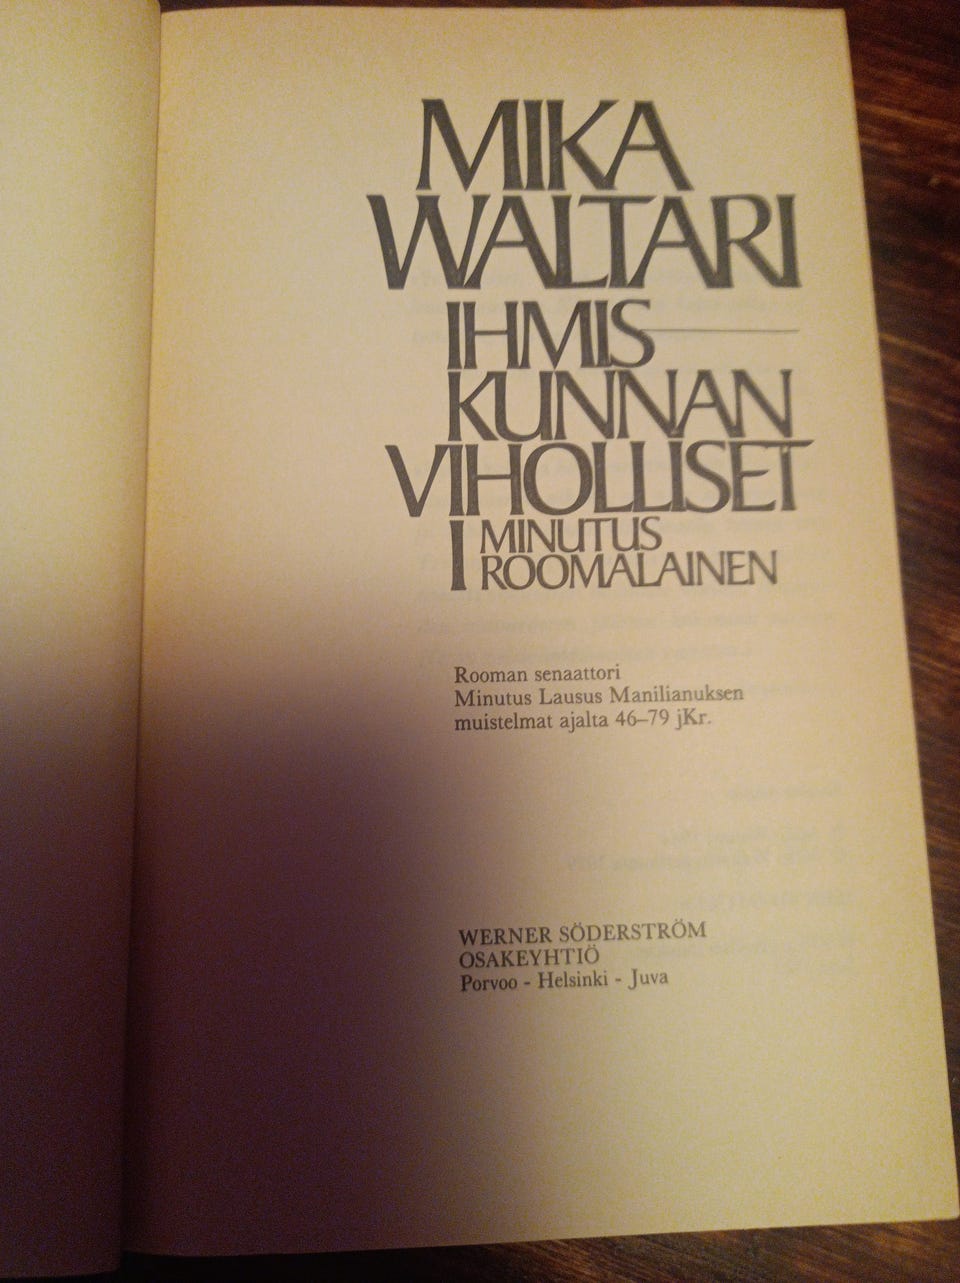 MIKA
WALTARI
IHMIS
KUNNAN
VIHOLLISET
I MINUTUS
ROOMALAINEN
Rooman senaattori
Minutus Lausus Manilianuksen
muistelmat ajalta 46–79 jKr.
WERNER SÖDERSTRÖM
OSAKEYHTIÖ
Porvoo - Helsinki - Juva